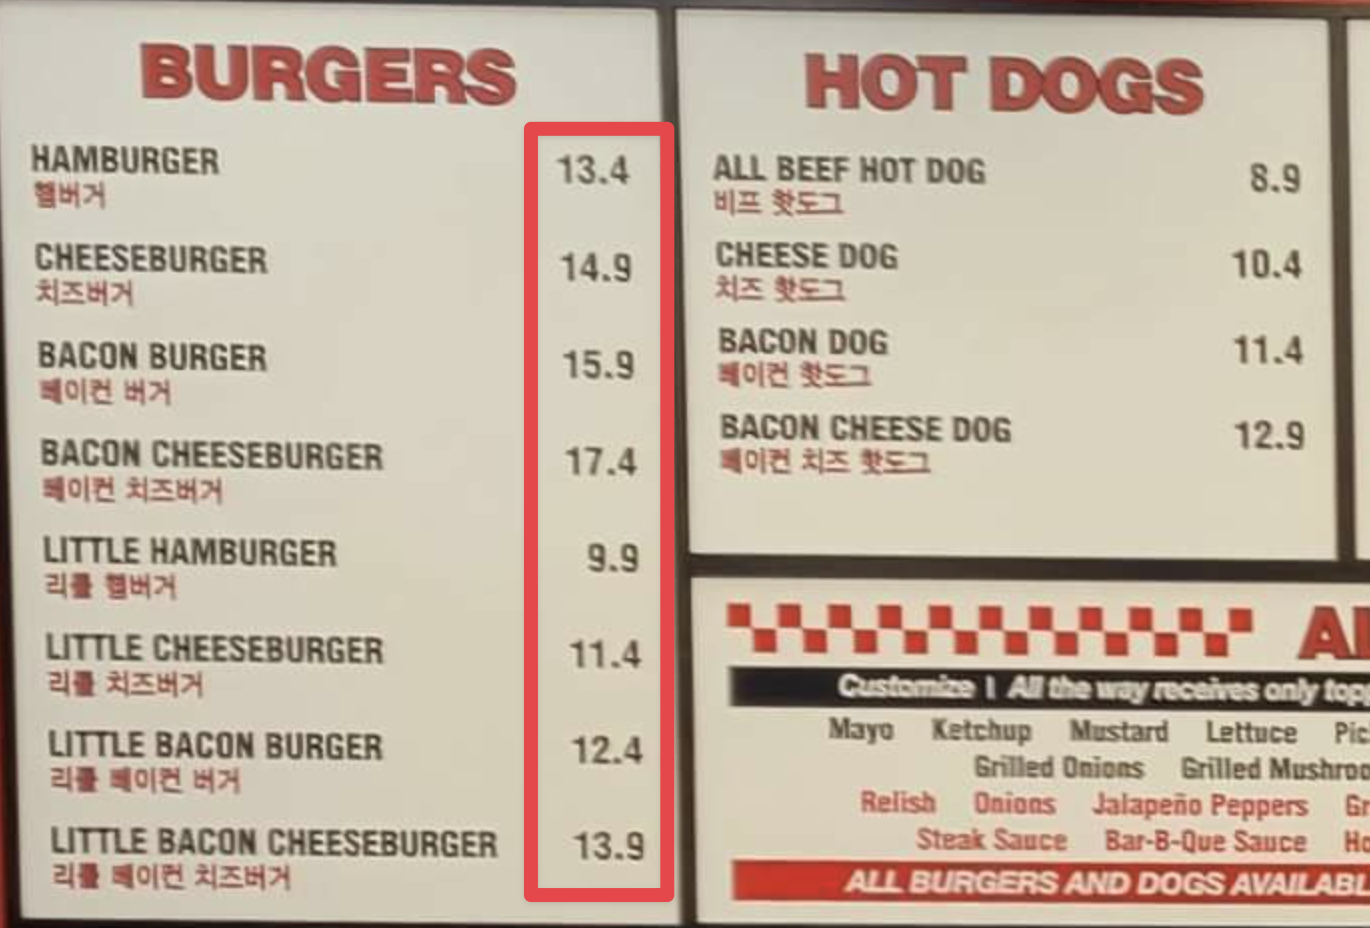 BURGERS
HAMBURGER 13.4
햄버거
CHEESEBURGER 14.9
치즈버거
BACON BURGER 15.9
베이컨 버거
BACON CHEESEBURGER 17.4
베이컨 치즈버거
LITTLE HAMBURGER 9.9
리틀 햄버거
LITTLE CHEESEBURGER 11.4
리틀 치즈버거
LITTLE BACON BURGER 12.4
리틀 베이컨 버거
LITTLE BACON CHEESEBURGER 13.9
리틀 베이컨 치즈버거
HOT DOGS
ALL BEEF HOT DOG 8.9
비프 핫도그
CHEESE DOG 10.4
치즈 핫도그
BACON DOG 11.4
베이컨 핫도그
BACON CHEESE DOG 12.9
베이컨 치즈 핫도그
Customize | All the way receives only
Mayo Ketchup Mustard Lettuce
Grilled Onions Grilled
Relish Onions Jalapeño Peppers
Steak Sauce Bar-B-Que Sauce
ALL BURGERS AND DOGS